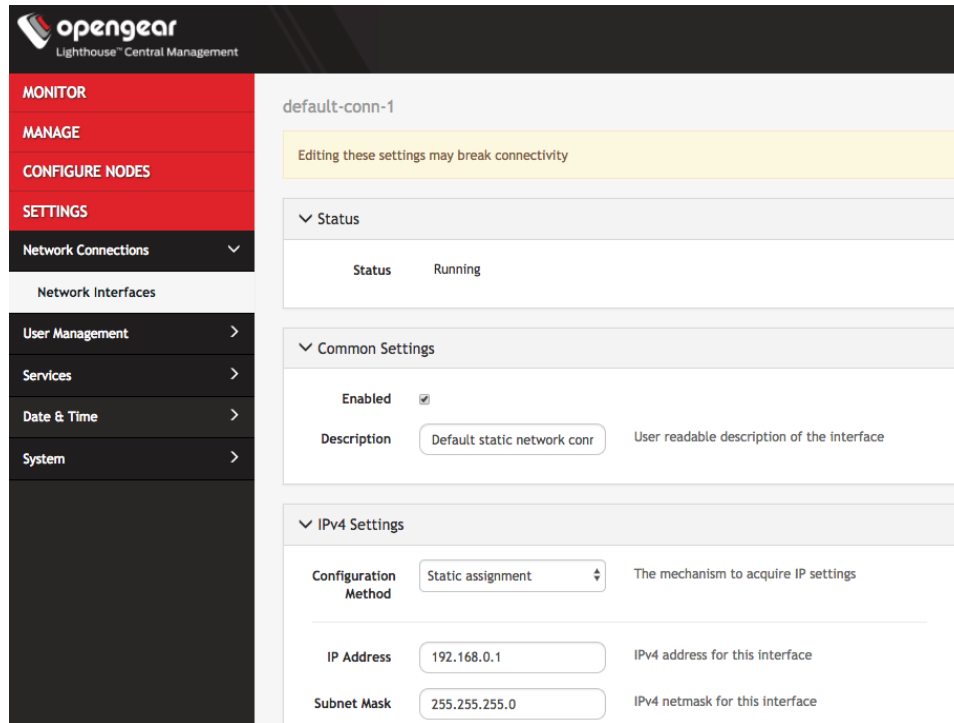 opengear
Lighthouse™ Central Management
MONITOR
MANAGE
CONFIGURE NODES
SETTINGS
Network Connections
Network Interfaces
User Management
Services
Date & Time
System
default-conn-1
Editing these settings may break connectivity
Status
Status Running
Common Settings
Enabled
Description Default static network conr User readable description of the interface
IPv4 Settings
Configuration Method Static assignment The mechanism to acquire IP settings
IP Address 192.168.0.1 IPv4 address for this interface
Subnet Mask 255.255.255.0 IPv4 netmask for this interface